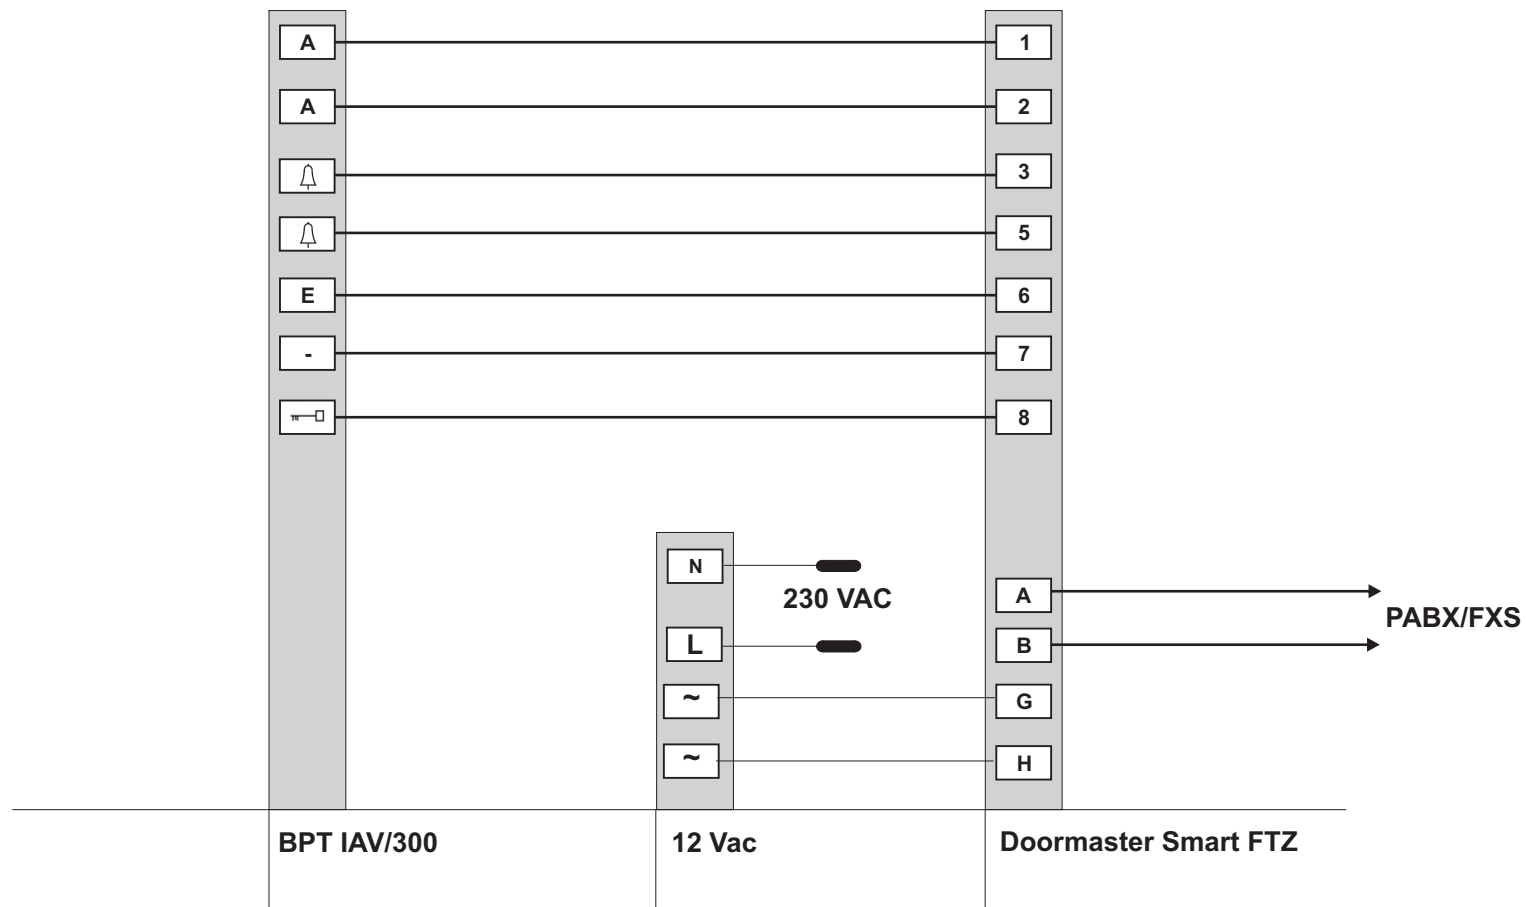 A 1
A 2
3
5
E 6
- 7
8
N
230 VAC
A
PABX/FXS
L
B
~ G
~ H
BPT IAV/300 12 Vac Doormaster Smart FTZ